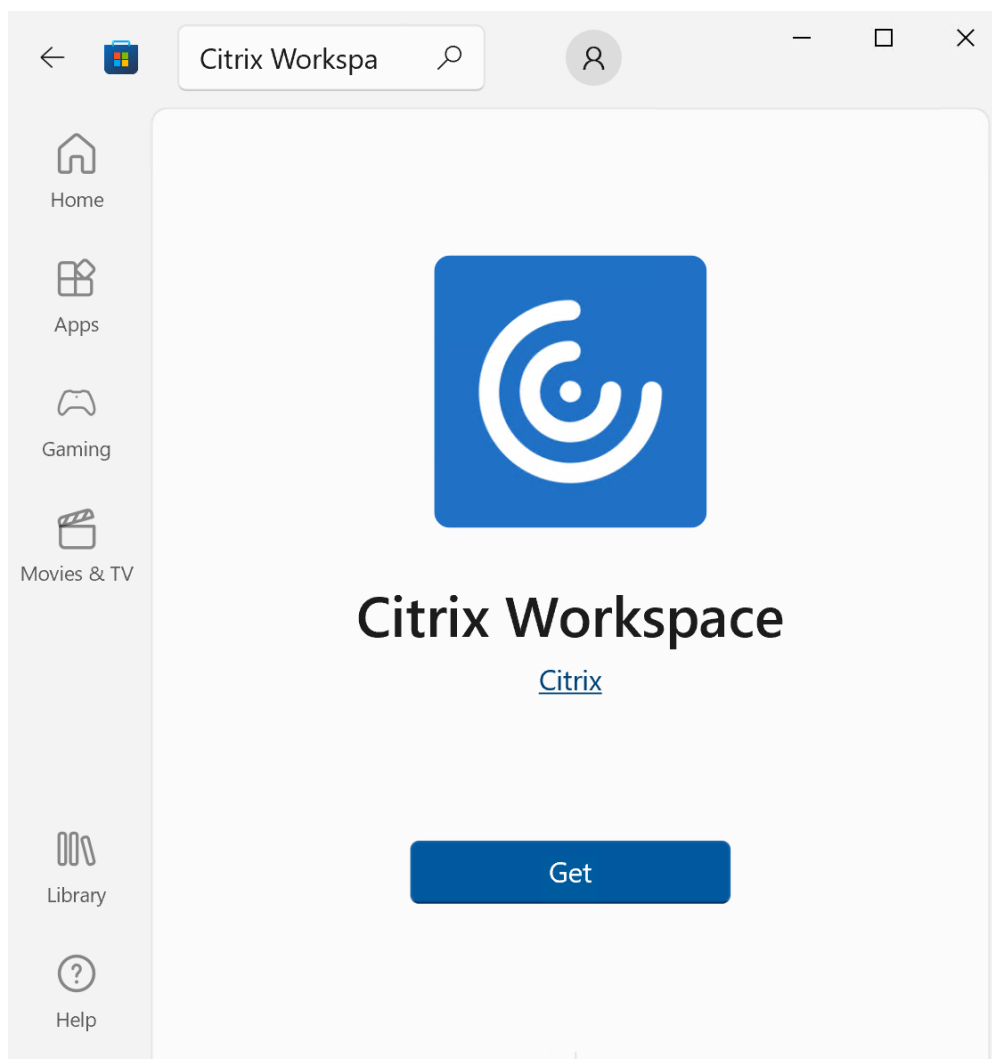 Citrix Workspa
Home
Apps
Gaming
Movies & TV
Citrix Workspace
Citrix
Get
Library
Help